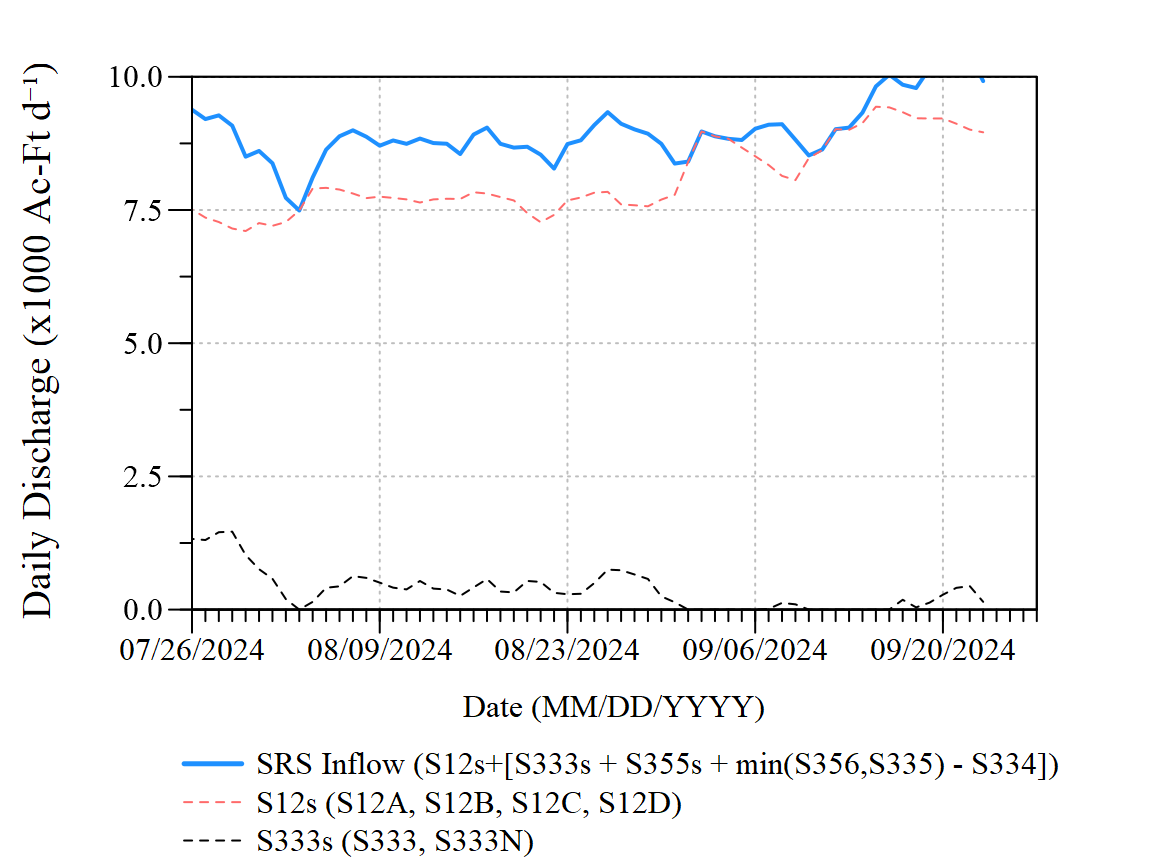 Daily Discharge (x1000 Ac-Ft d⁻¹)
10.0
7.5
5.0
2.5
0.0
07/26/2024 08/09/2024 08/23/2024 09/06/2024 09/20/2024
Date (MM/DD/YYYY)
SRS Inflow (S12s+[S333s + S355s + min(S356,S335) - S334])
S12s (S12A, S12B, S12C, S12D)
S333s (S333, S333N)